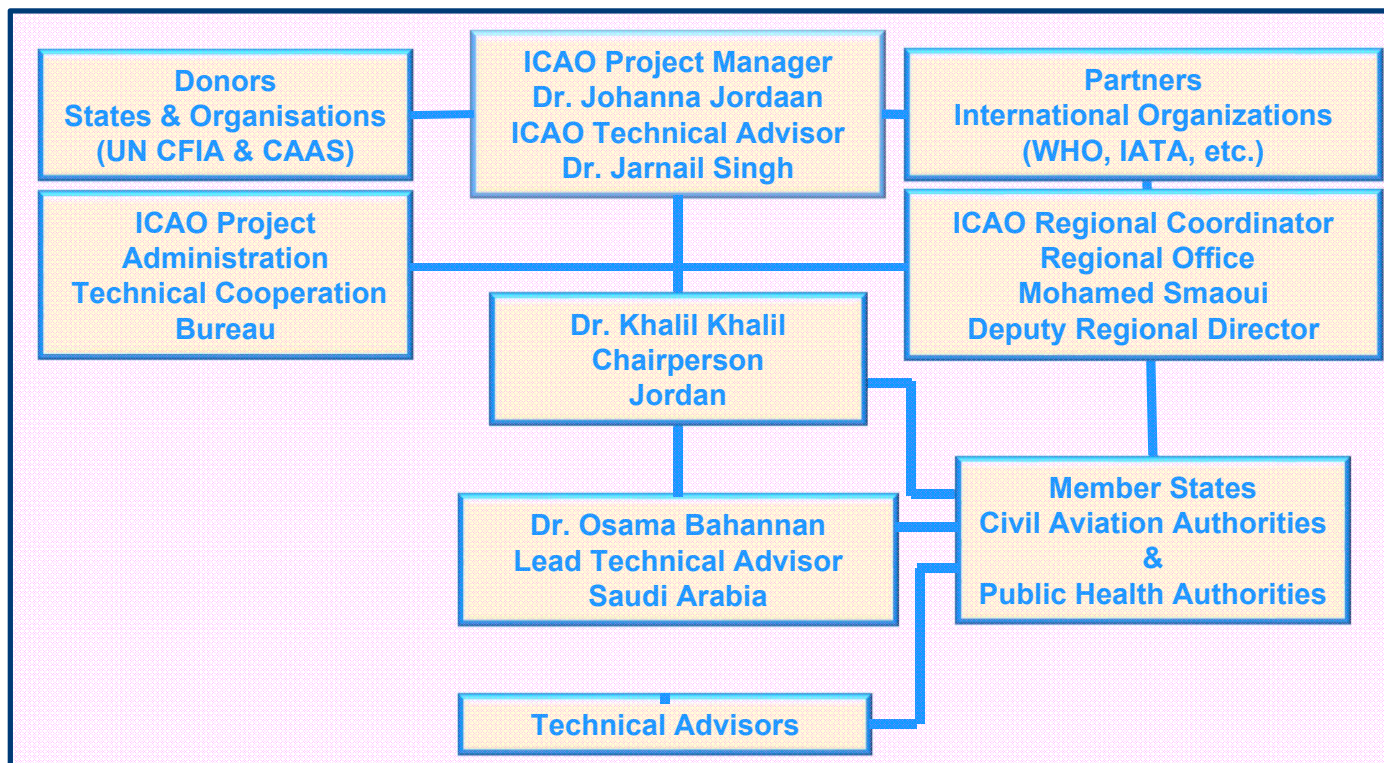 Donors
States & Organisations
(UN CFIA & CAAS)
ICAO Project Manager
Dr. Johanna Jordaan
ICAO Technical Advisor
Dr. Jarnail Singh
Partners
International Organizations
(WHO, IATA, etc.)
ICAO Project
Administration
Technical Cooperation
Bureau
ICAO Regional Coordinator
Regional Office
Mohamed Smaoui
Deputy Regional Director
Dr. Khalil Khalil
Chairperson
Jordan
Dr. Osama Bahannan
Lead Technical Advisor
Saudi Arabia
Member States
Civil Aviation Authorities
&
Public Health Authorities
Technical Advisors